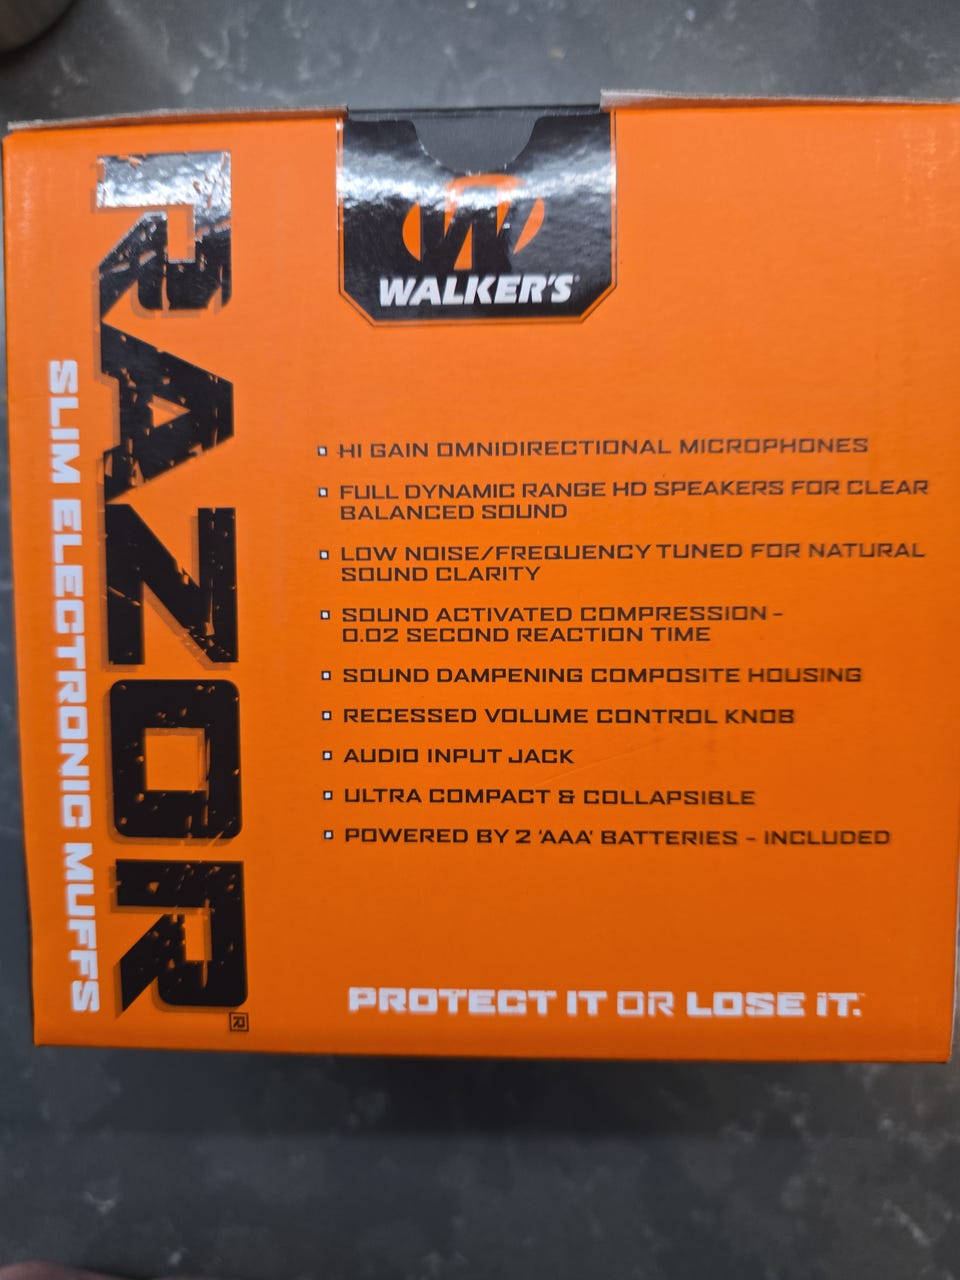 WALKER'S
RAZOR®
SLIM ELECTRONIC MUFFS
HI GAIN OMNIDIRECTIONAL MICROPHONES
FULL DYNAMIC RANGE HD SPEAKERS FOR CLEAR
BALANCED SOUND
LOW NOISE/FREQUENCY TUNED FOR NATURAL
SOUND CLARITY
SOUND ACTIVATED COMPRESSION -
0.02 SECOND REACTION TIME
SOUND DAMPENING COMPOSITE HOUSING
RECESSED VOLUME CONTROL KNOB
AUDIO INPUT JACK
ULTRA COMPACT & COLLAPSIBLE
POWERED BY 2 'AAA' BATTERIES - INCLUDED
PROTECT IT OR LOSE IT.™